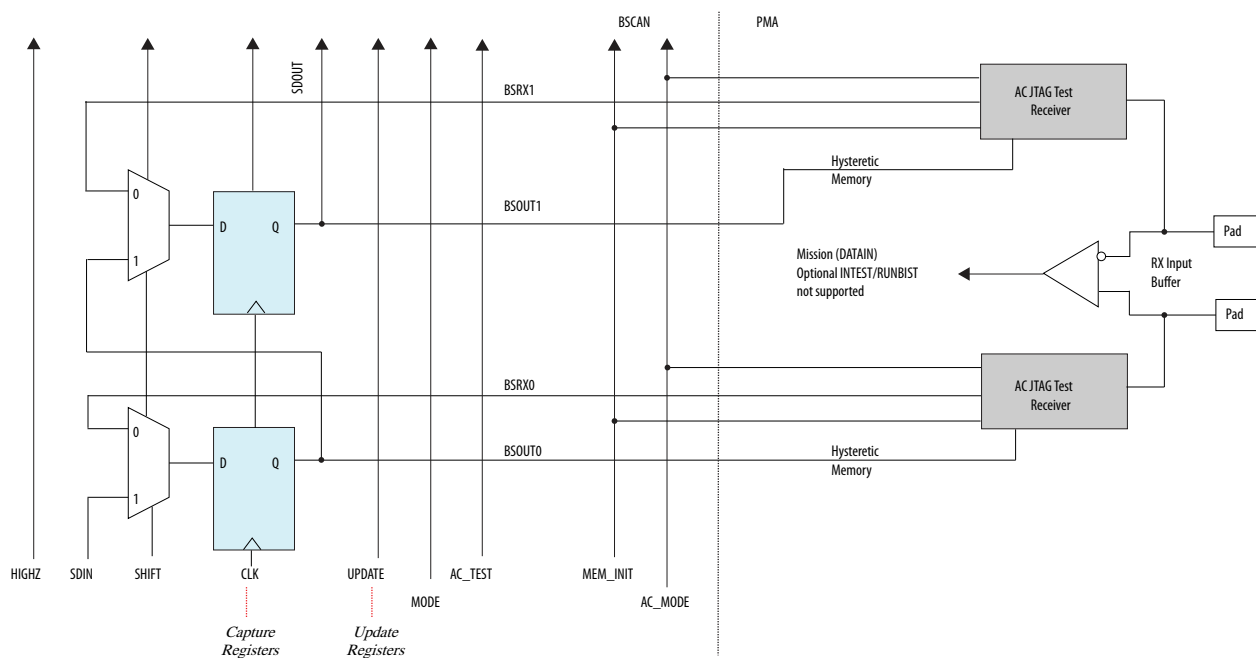 BSCAN
PMA
SDOUT
BSRX1
AC JTAG Test
Receiver
0
Hysteretic
Memory
D
Q
BSOUT1
1
Pad
Mission (DATAIN)
Optional INTEST/RUNBIST
not supported
RX Input
Buffer
Pad
BSRX0
AC JTAG Test
Receiver
0
D
Q
BSOUT0
Hysteretic
Memory
1
HIGHZ
SDIN
SHIFT
CLK
UPDATE
AC_TEST
MEM_INIT
MODE
AC_MODE
Capture
Registers
Update
Registers